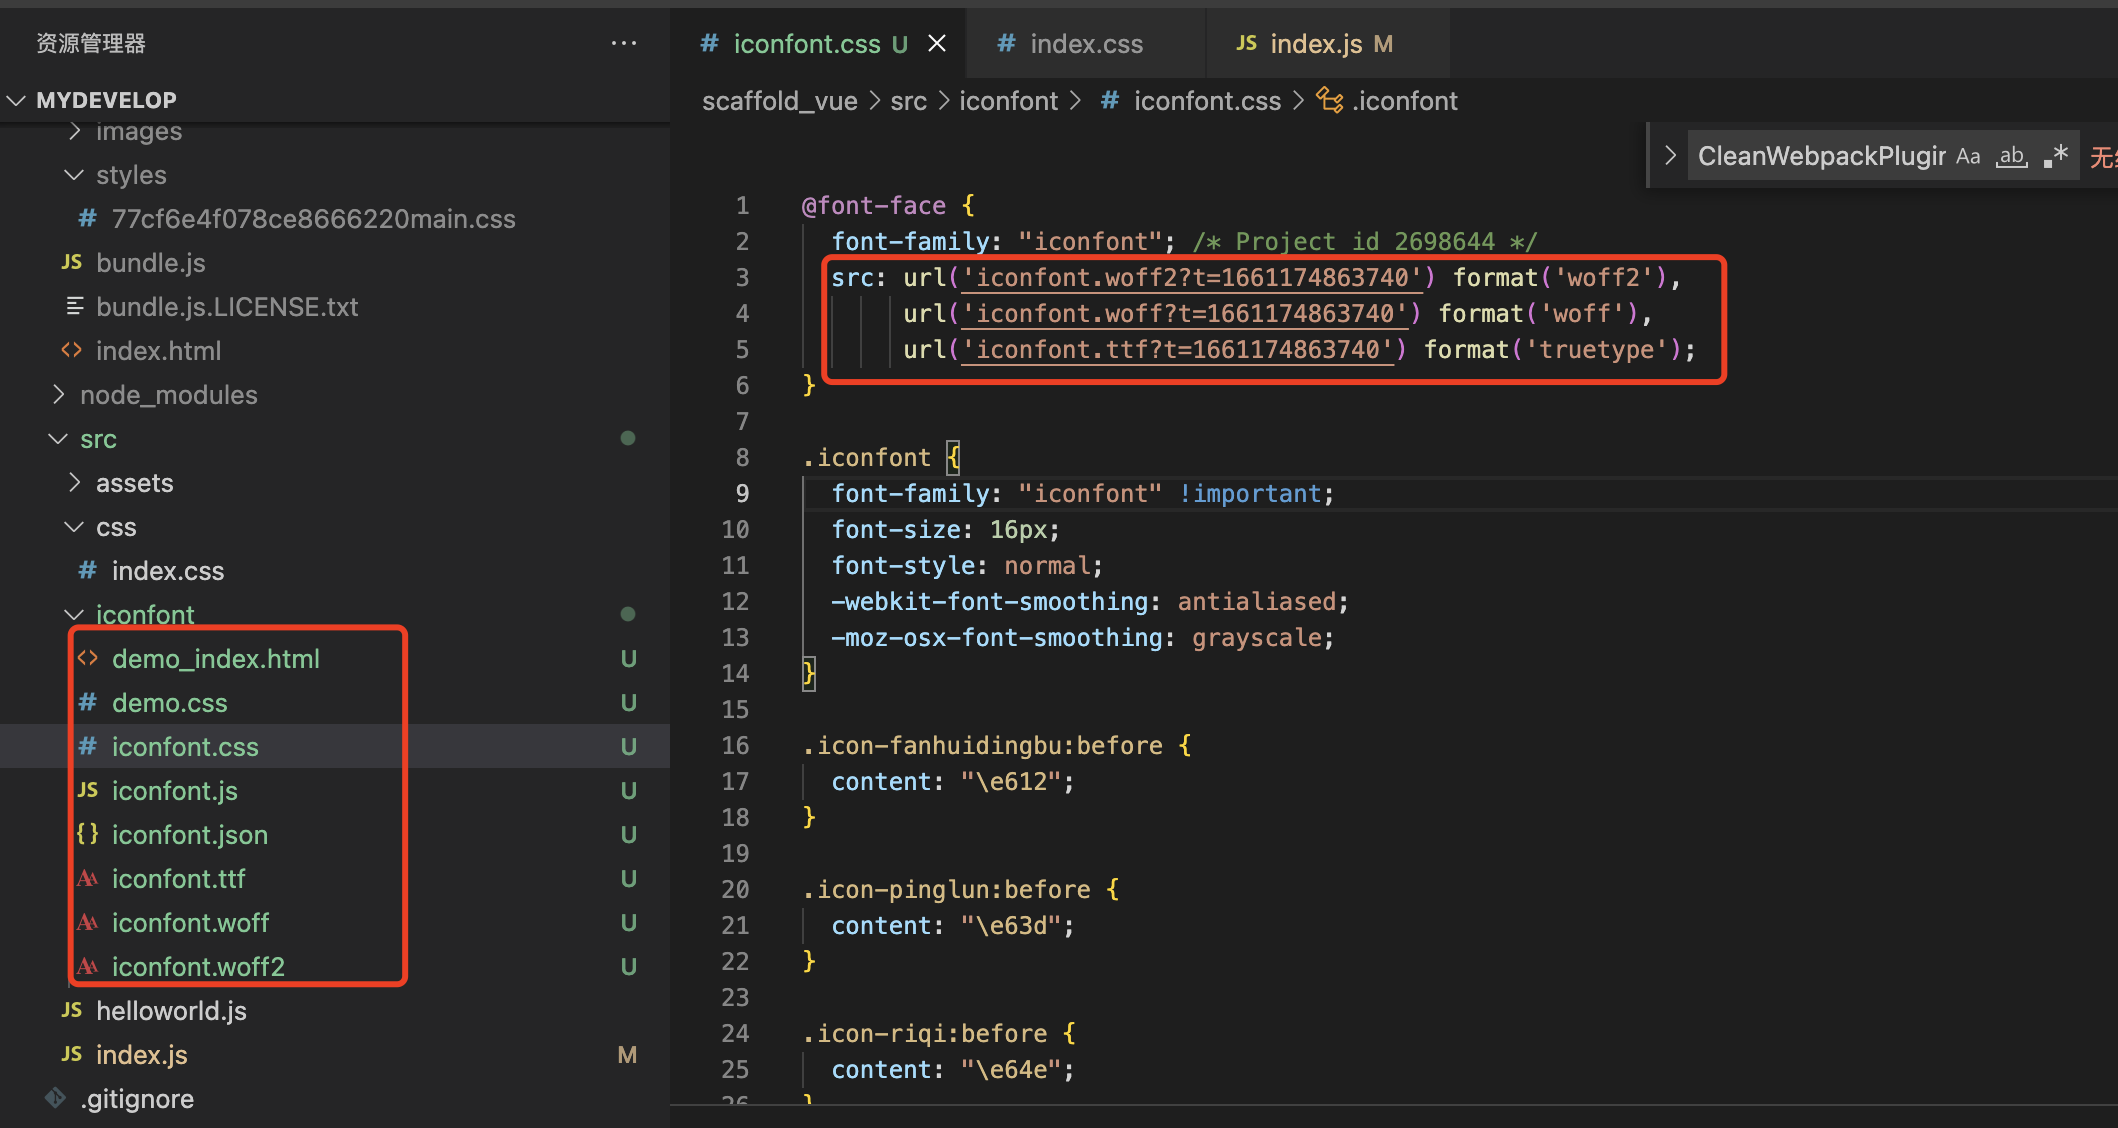 资源管理器
MYDEVELOP
images
styles
# 77cf6e4f078ce8666220main.css
JS bundle.js
bundle.js.LICENSE.txt
<> index.html
node_modules
src
assets
css
# index.css
iconfont
<> demo_index.html U
# demo.css U
# iconfont.css U
JS iconfont.js U
{} iconfont.json U
iconfont.ttf U
iconfont.woff U
iconfont.woff2 U
JS helloworld.js
JS index.js M
.gitignore
# iconfont.css U
# index.css
JS index.js M
scaffold_vue > src > iconfont > # iconfont.css > .iconfont
CleanWebpackPlugin Aa ab .*
无
1 @font-face {
2 font-family: "iconfont"; /* Project id 2698644 */
3 src: url('iconfont.woff2?t=1661174863740') format('woff2'),
4 url('iconfont.woff?t=1661174863740') format('woff'),
5 url('iconfont.ttf?t=1661174863740') format('truetype');
6 }
7
8 .iconfont {
9 font-family: "iconfont" !important;
10 font-size: 16px;
11 font-style: normal;
12 -webkit-font-smoothing: antialiased;
13 -moz-osx-font-smoothing: grayscale;
14 }
15
16 .icon-fanhuidingbu:before {
17 content: "\e612";
18 }
19
20 .icon-pinglun:before {
21 content: "\e63d";
22 }
23
24 .icon-riqi:before {
25 content: "\e64e";
26 }